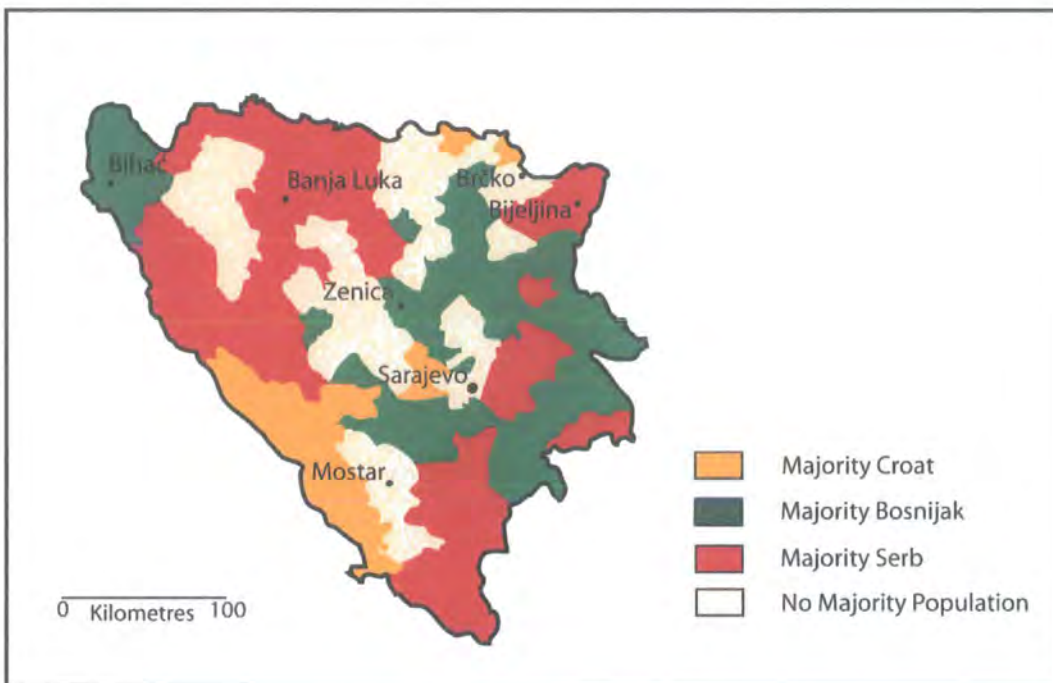 Bihać
Banja Luka
Brčko
Bijeljina
Zenica
Sarajevo
Mostar
Majority Croat
Majority Bosnijak
Majority Serb
No Majority Population
0 Kilometres 100